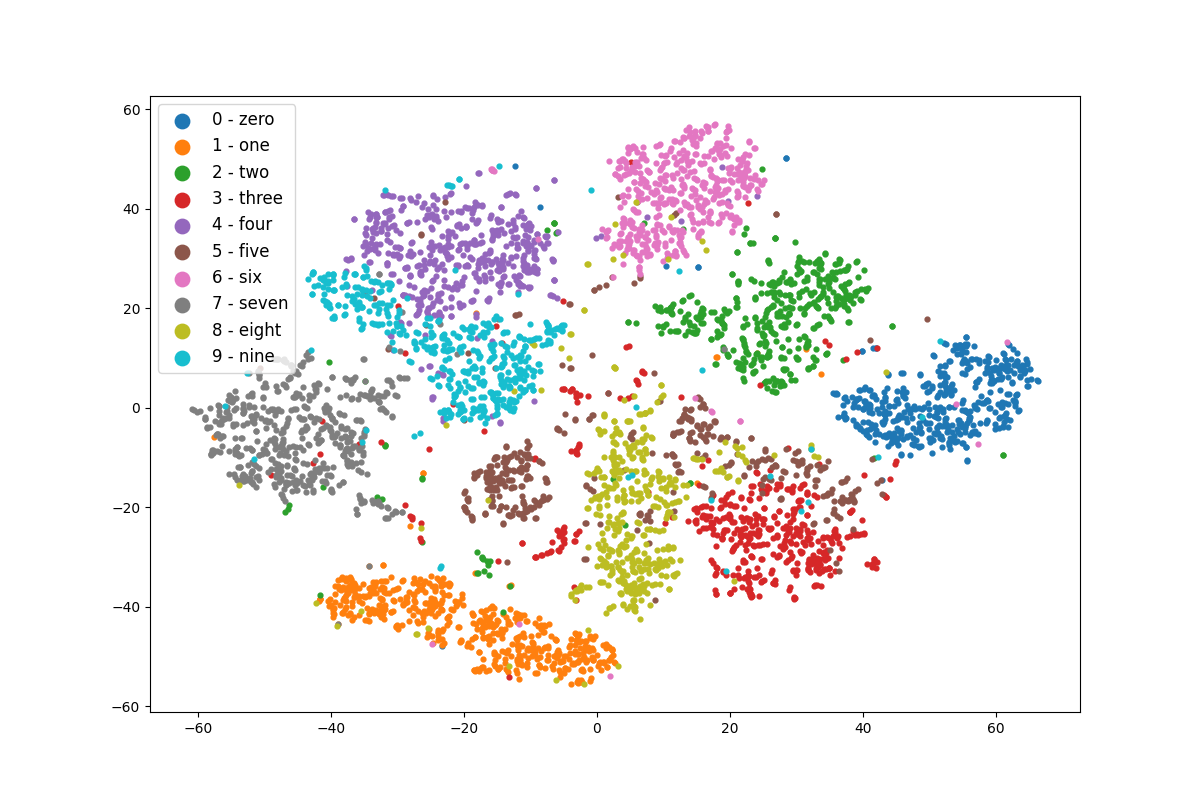 0 - zero
1 - one
2 - two
3 - three
4 - four
5 - five
6 - six
7 - seven
8 - eight
9 - nine
60
40
20
0
−20
−40
−60
−60 −40 −20 0 20 40 60